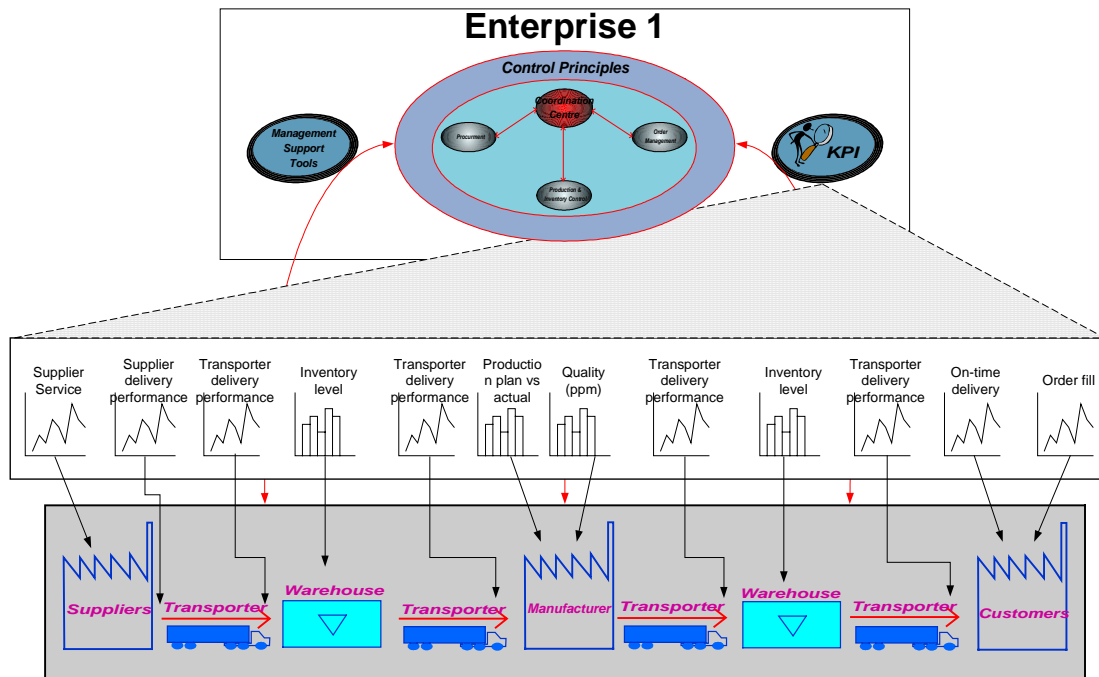 Enterprise 1
Control Principles
Coordination
Centre
Procurment
Order
Management
Production &
Inventory Control
Management
Support
Tools
KPI
Supplier
Service
Supplier
delivery
performance
Transporter
delivery
performance
Inventory
level
Transporter
delivery
performance
Productio
n plan vs
actual
Quality
(ppm)
Transporter
delivery
performance
Inventory
level
Transporter
delivery
performance
On-time
delivery
Order fill
Suppliers
Transporter
Warehouse
Transporter
Manufacturer
Transporter
Warehouse
Transporter
Customers